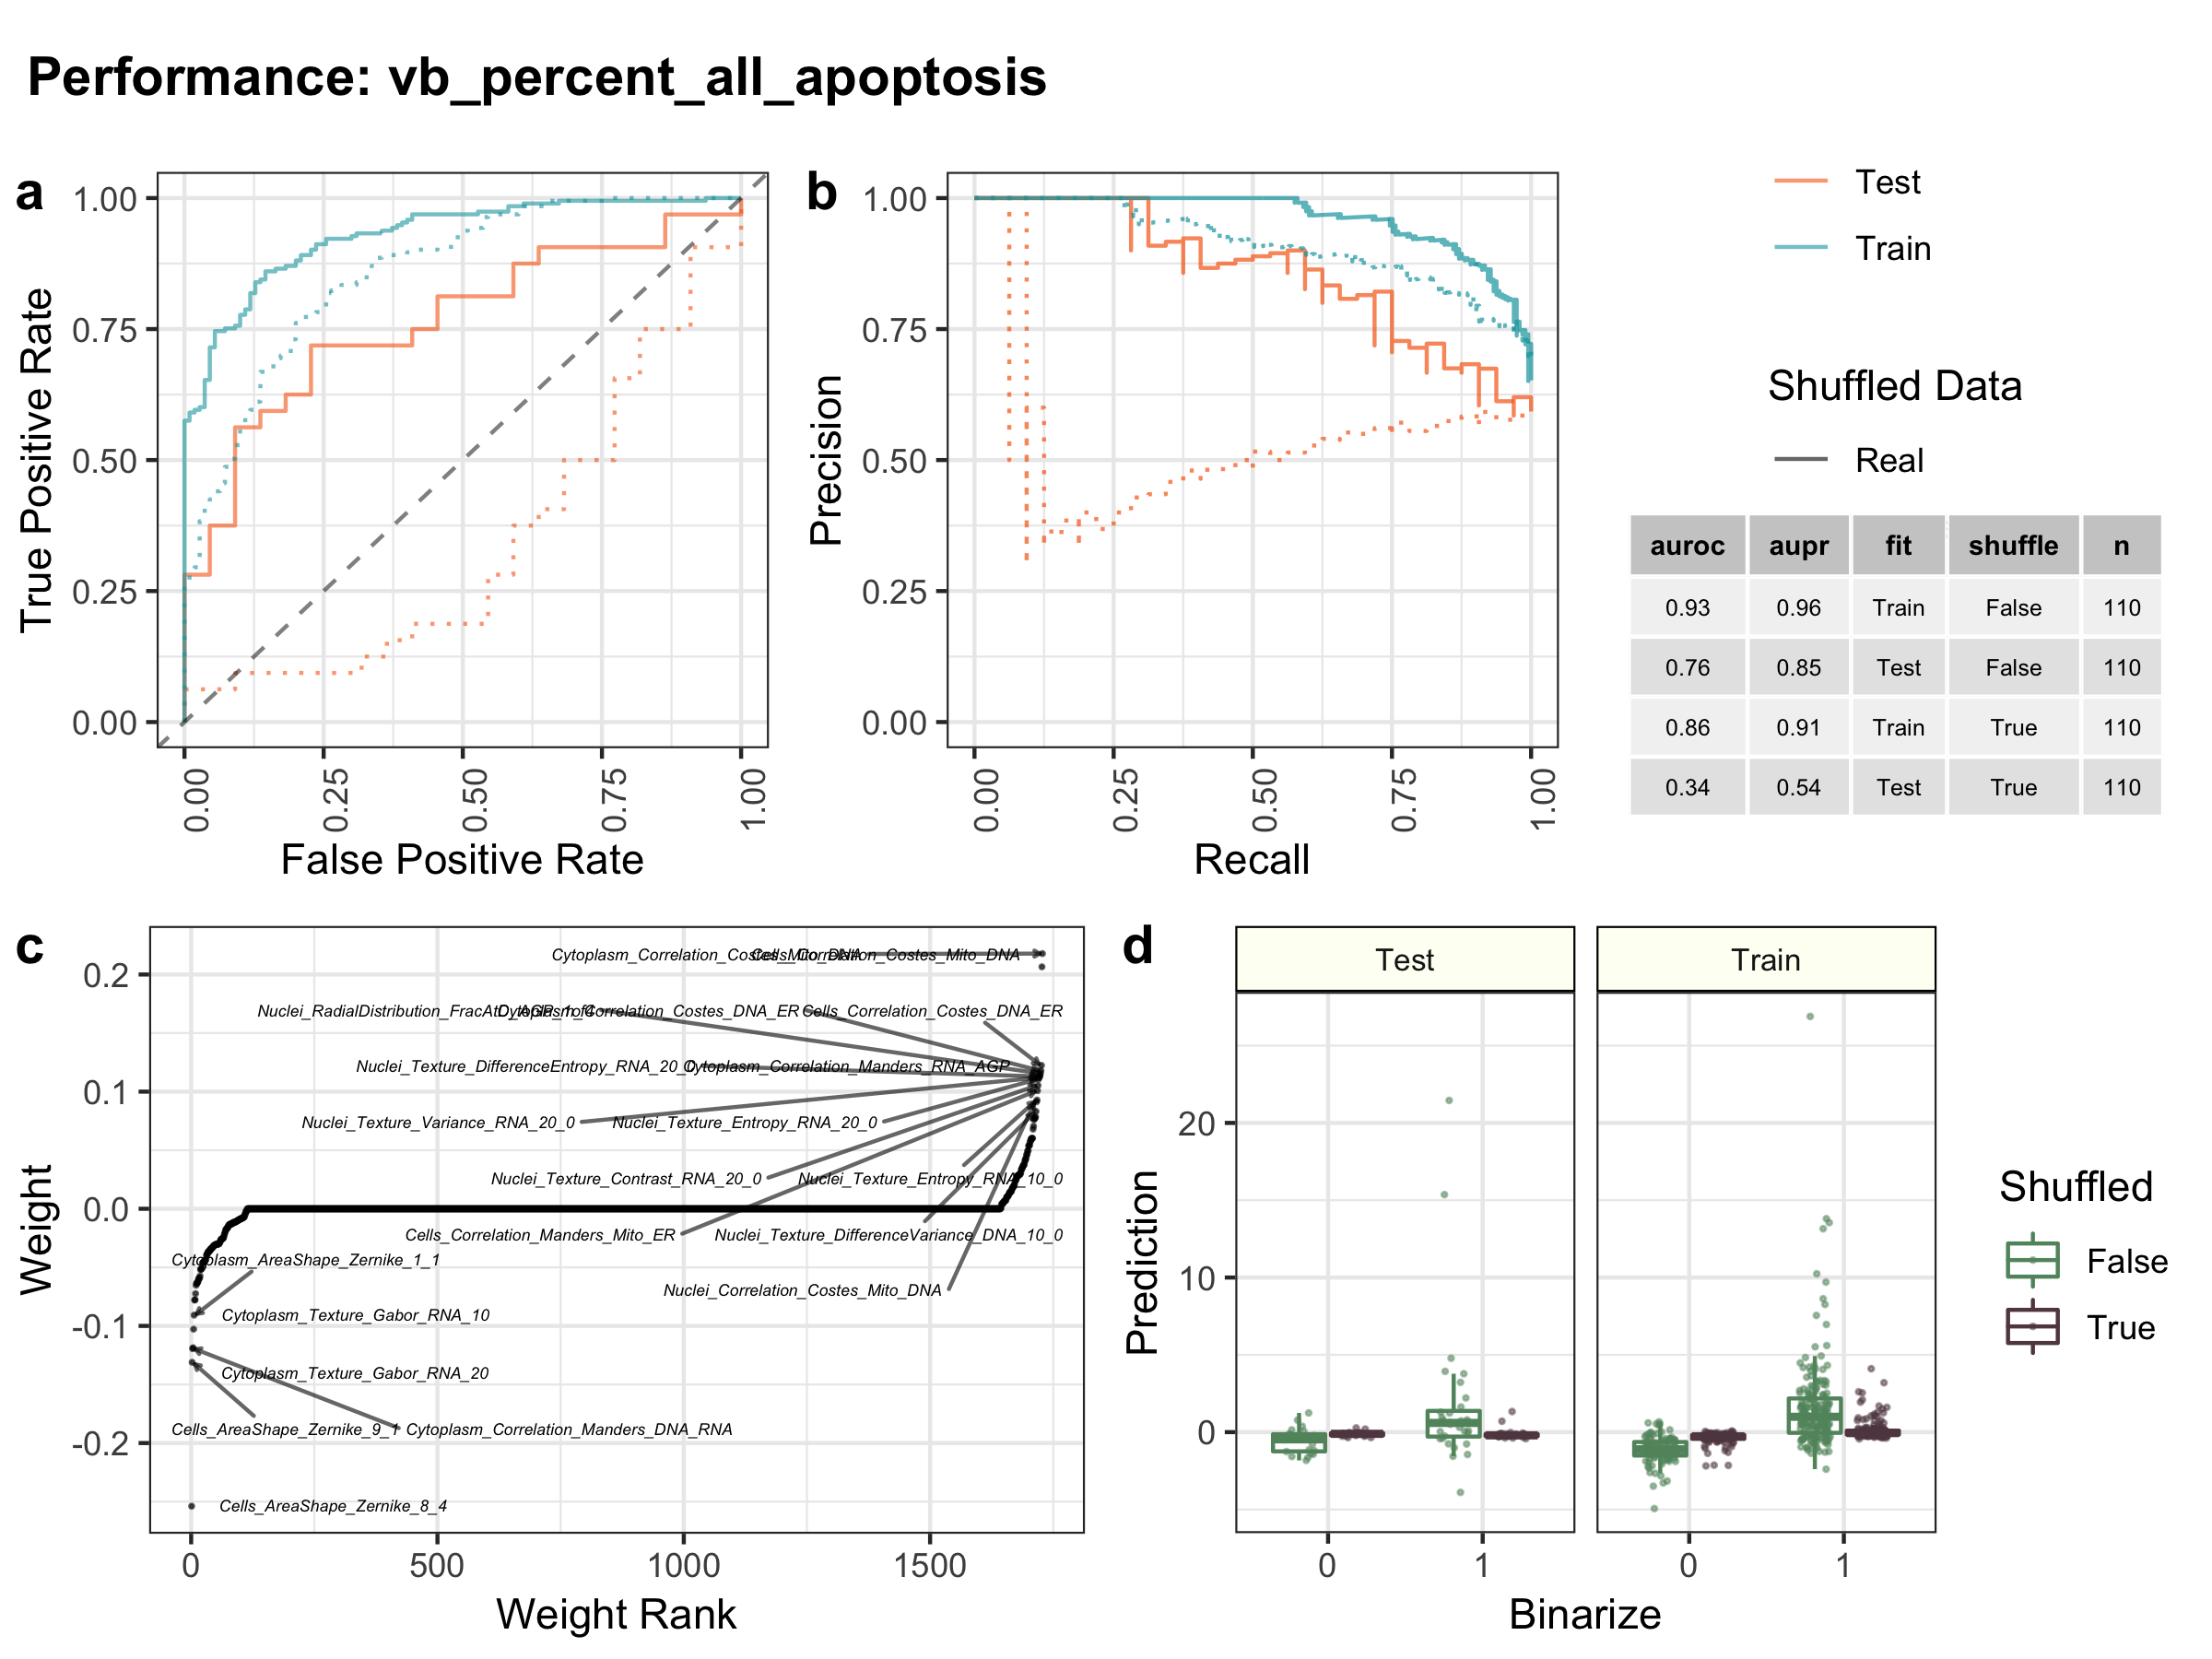 Performance: vb_percent_all_apoptosis
a
1.00
0.75
0.50
0.25
0.00
True Positive Rate
0.00
0.25
0.50
0.75
1.00
False Positive Rate
b
1.00
0.75
0.50
0.25
0.00
Precision
0.00
0.25
0.50
0.75
1.00
Recall
Test
Train
Shuffled Data
Real
auroc aupr fit shuffle n
0.93 0.96 Train False 110
0.76 0.85 Test False 110
0.86 0.91 Train True 110
0.34 0.54 Test True 110
c
0.2
0.1
0.0
-0.1
-0.2
Weight
Cytoplasm_Correlation_Costes_Mito_DNA
Cells_Correlation_Costes_Mito_DNA
Nuclei_RadialDistribution_FracAtD_AGP_1of4
Cytoplasm_Correlation_Costes_DNA_ER
Cells_Correlation_Costes_DNA_ER
Nuclei_Texture_DifferenceEntropy_RNA_20_0
Cytoplasm_Correlation_Manders_RNA_AGP
Nuclei_Texture_Variance_RNA_20_0
Nuclei_Texture_Entropy_RNA_20_0
Nuclei_Texture_Contrast_RNA_20_0
Nuclei_Texture_Entropy_RNA_10_0
Cells_Correlation_Manders_Mito_ER
Nuclei_Texture_DifferenceVariance_DNA_10_0
Cytoplasm_AreaShape_Zernike_1_1
Nuclei_Correlation_Costes_Mito_DNA
Cytoplasm_Texture_Gabor_RNA_10
Cytoplasm_Texture_Gabor_RNA_20
Cells_AreaShape_Zernike_9_1
Cytoplasm_Correlation_Manders_DNA_RNA
Cells_AreaShape_Zernike_8_4
0
500
1000
1500
Weight Rank
d
Test
Train
20
10
0
Prediction
0
1
0
1
Binarize
Shuffled
False
True